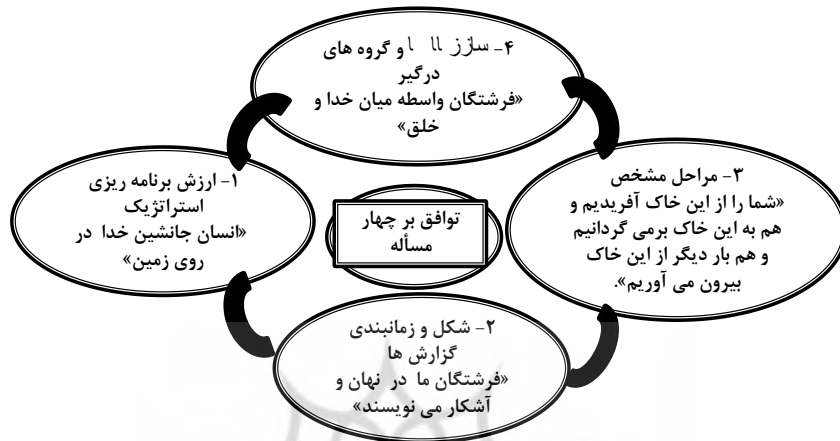 ۴- و گروه های
درگیر
«فرشتگان واسطه میان خدا و
خلق»
۱- ارزش برنامه ریزی
استراتژیک
«انسان جانشین خدا در
روی زمین»
توافق بر چهار
مسأله
۳- مراحل مشخص
«شما را از این خاک آفریدیم و
هم به این خاک برمی گردانیم
و هم بار دیگر از این خاک
بیرون می آوریم».
۲- شکل و زمانبندی
گزارش ها
«فرشتگان ما در نهان و
آشکار می نویسند»